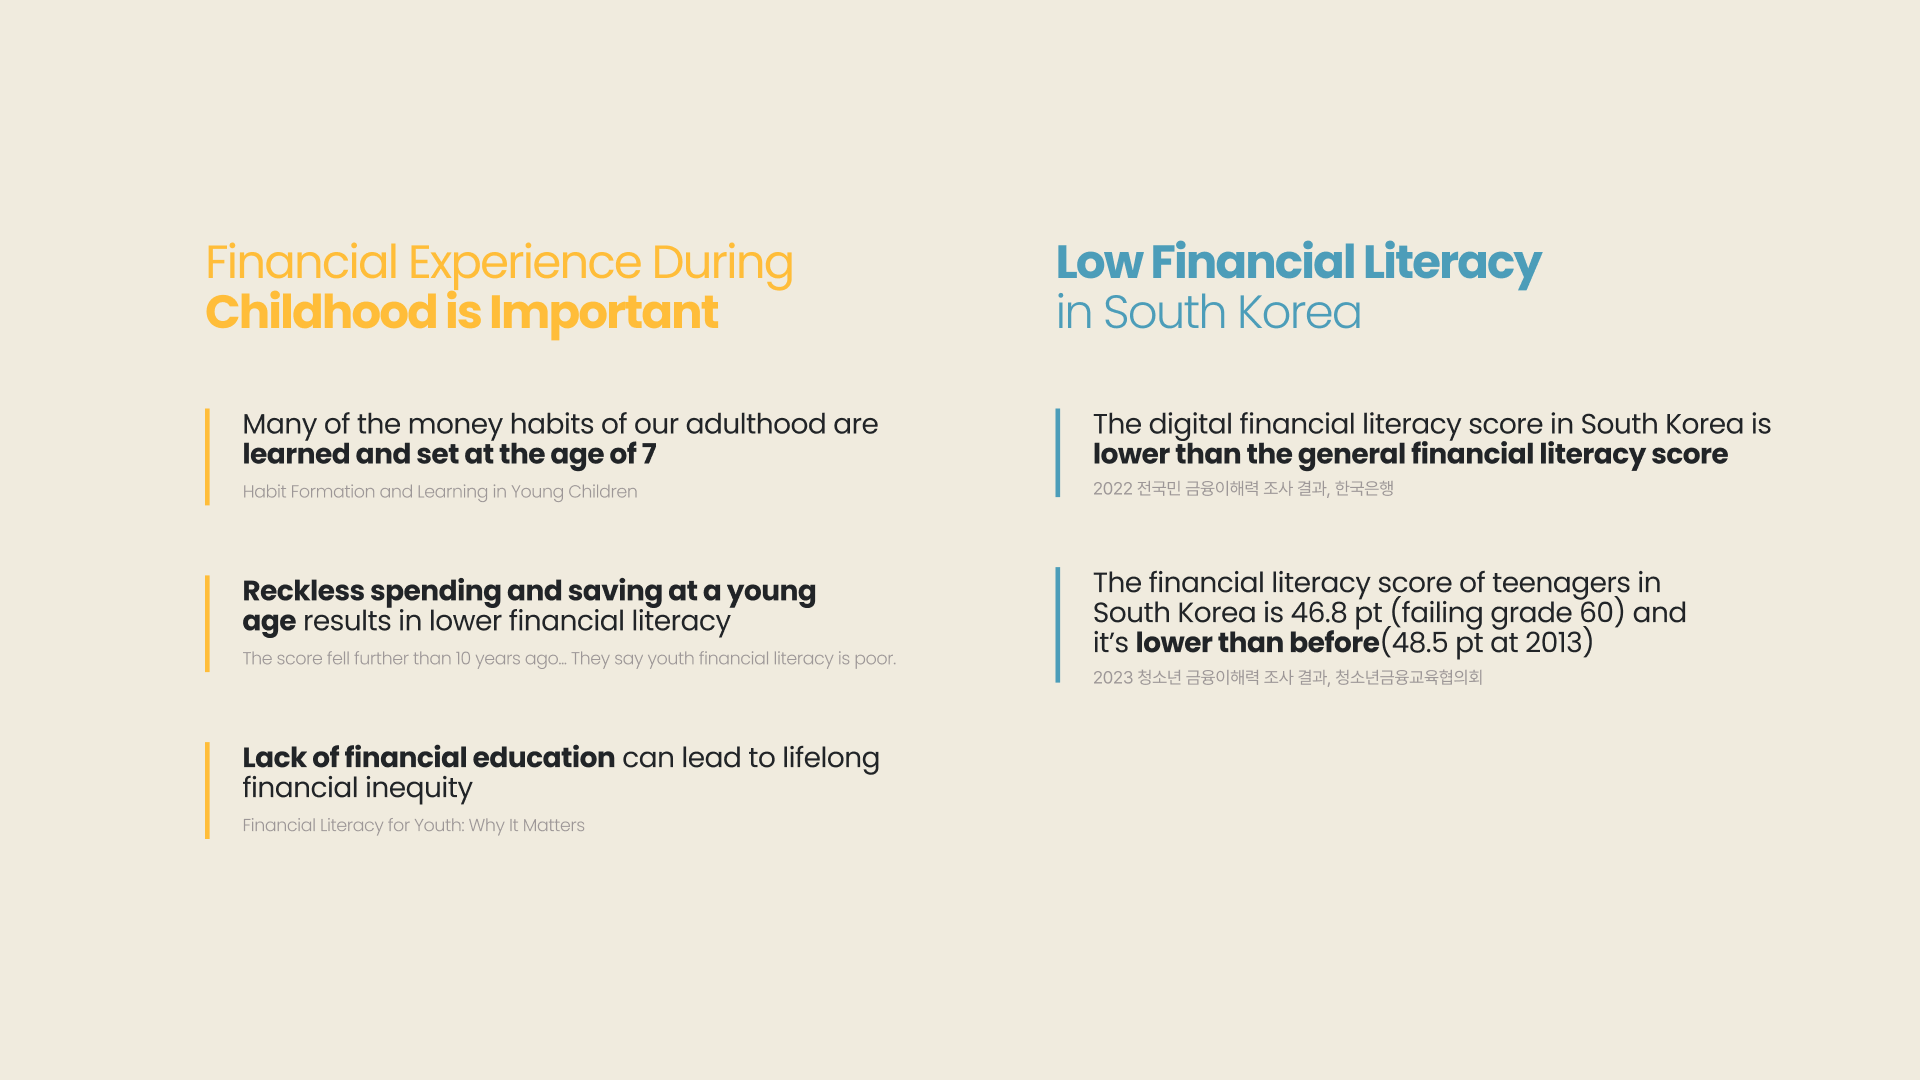 Financial Experience During
Childhood is Important
Many of the money habits of our adulthood are
learned and set at the age of 7
Habit Formation and Learning in Young Children
Reckless spending and saving at a young
age results in lower financial literacy
The score fell further than 10 years ago... They say youth financial literacy is poor.
Lack of financial education can lead to lifelong
financial inequity
Financial Literacy for Youth: Why It Matters
Low Financial Literacy
in South Korea
The digital financial literacy score in South Korea is
lower than the general financial literacy score
2022 전국민 금융이해력 조사 결과, 한국은행
The financial literacy score of teenagers in
South Korea is 46.8 pt (failing grade 60) and
it’s lower than before(48.5 pt at 2013)
2023 청소년 금융이해력 조사 결과, 청소년금융교육협의회